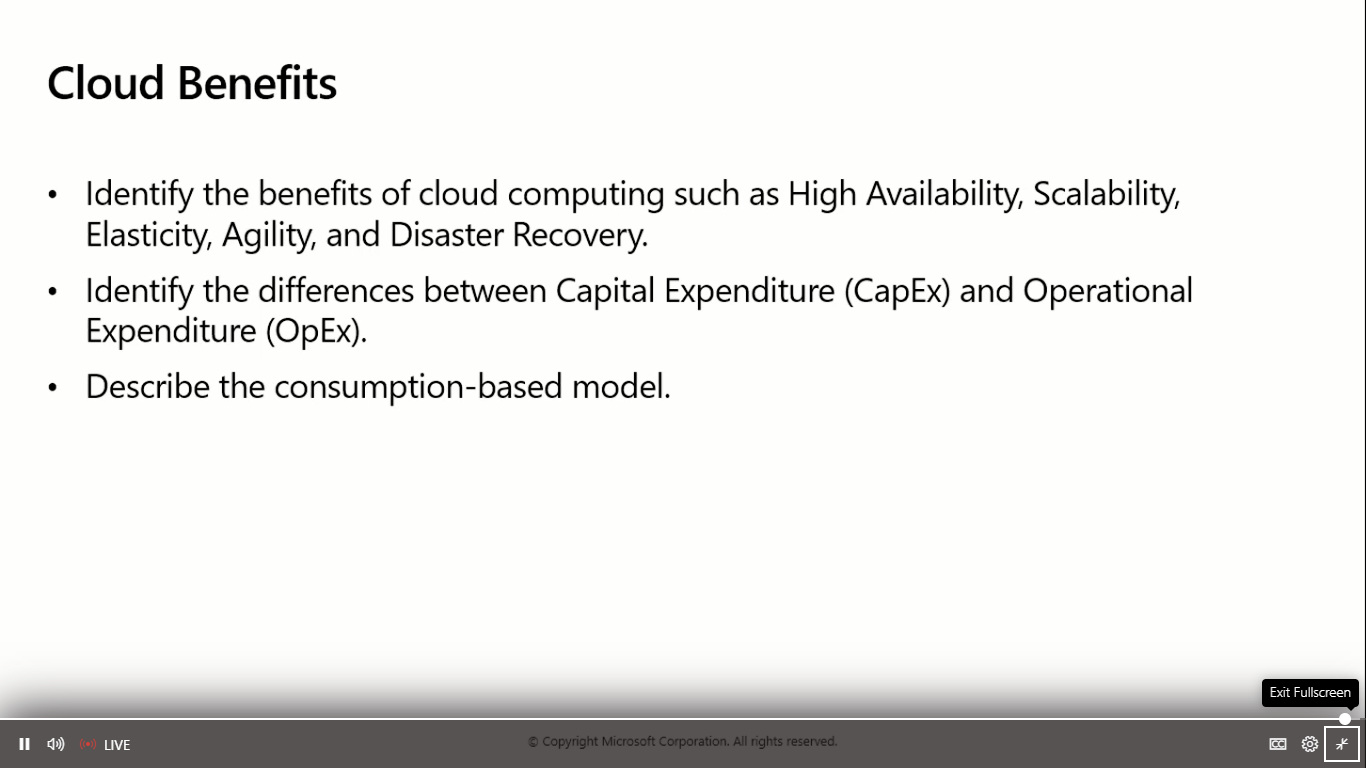 Cloud Benefits
• Identify the benefits of cloud computing such as High Availability, Scalability,
Elasticity, Agility, and Disaster Recovery.
• Identify the differences between Capital Expenditure (CapEx) and Operational
Expenditure (OpEx).
• Describe the consumption-based model.
Exit Fullscreen
LIVE
© Copyright Microsoft Corporation. All rights reserved.
CC